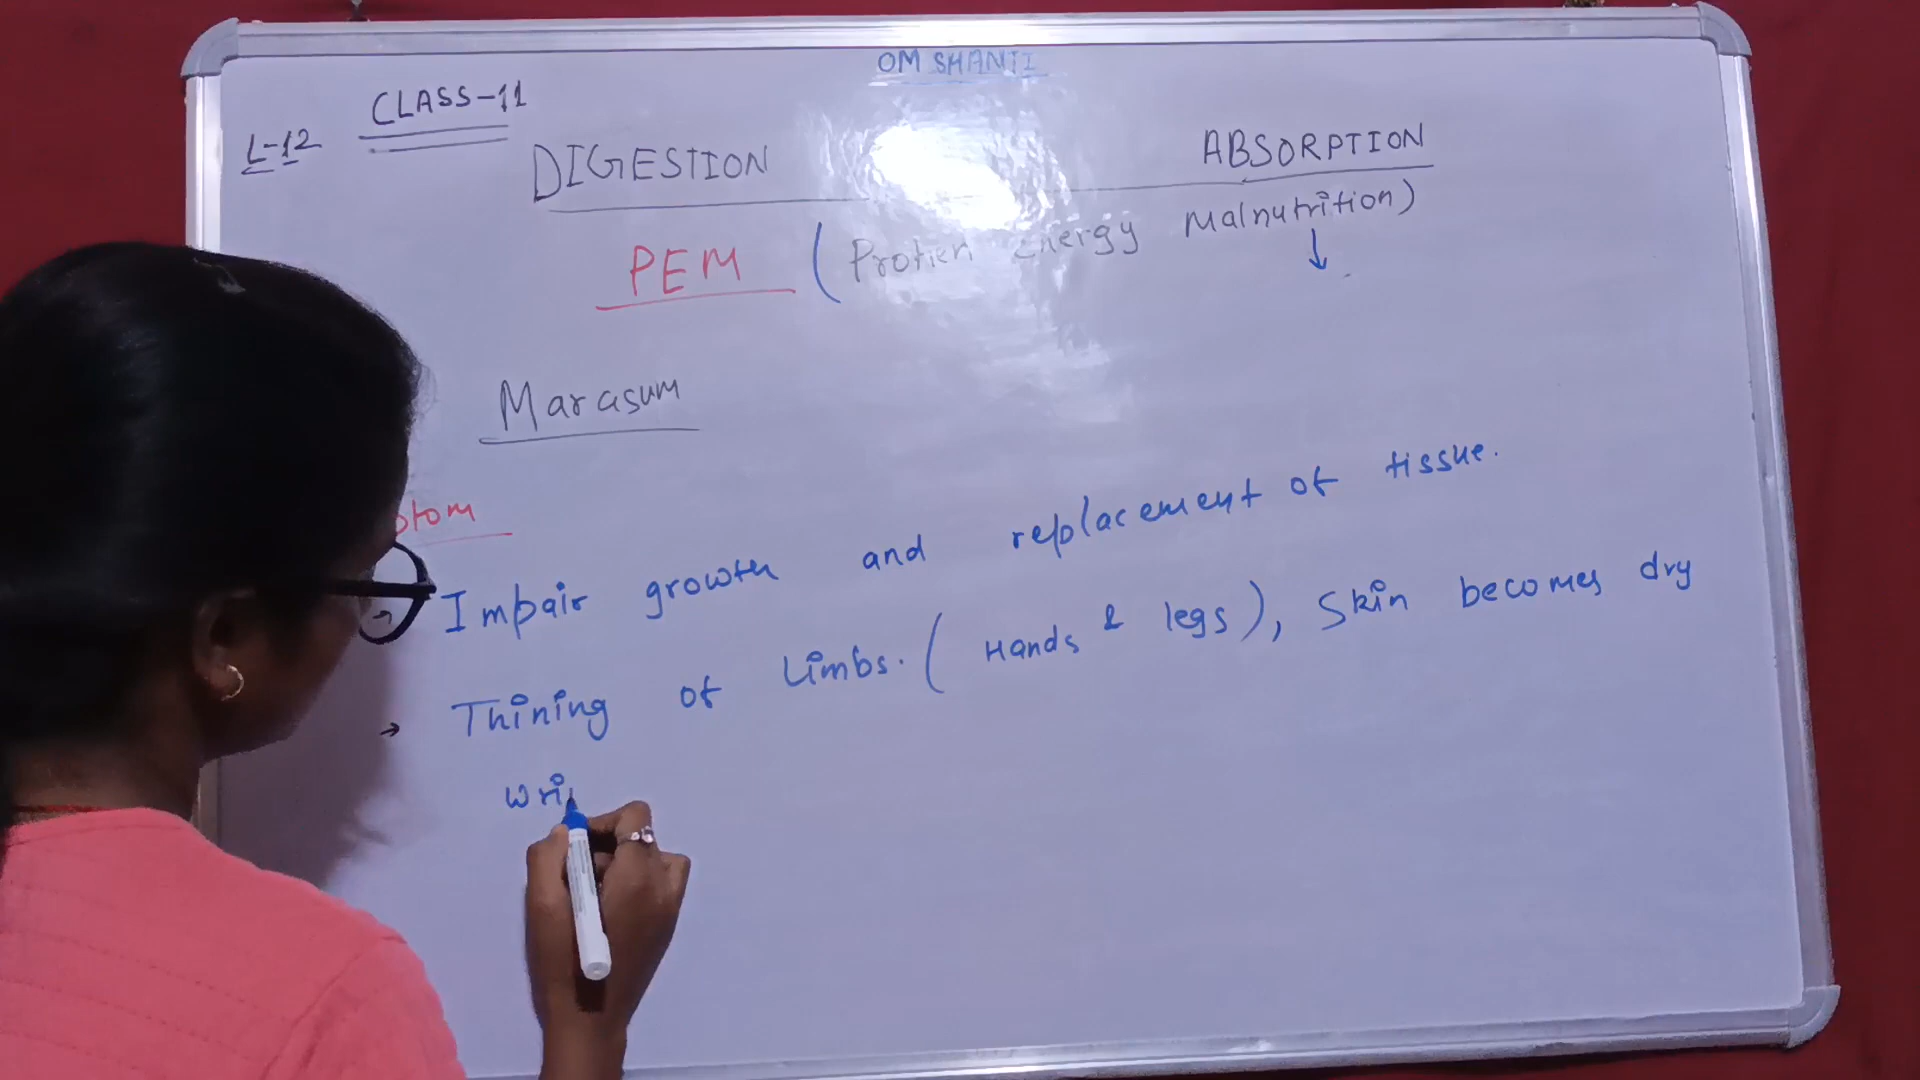 OM SHANTI
CLASS-11
L-12
DIGESTION ABSORPTION
PEM (Protien Energy Malnutrition)
↓
Marasum
ptom
→ Impair growth and replacement of tissue.
→ Thining of Limbs. (Hands & legs), Skin becomes dry
wri